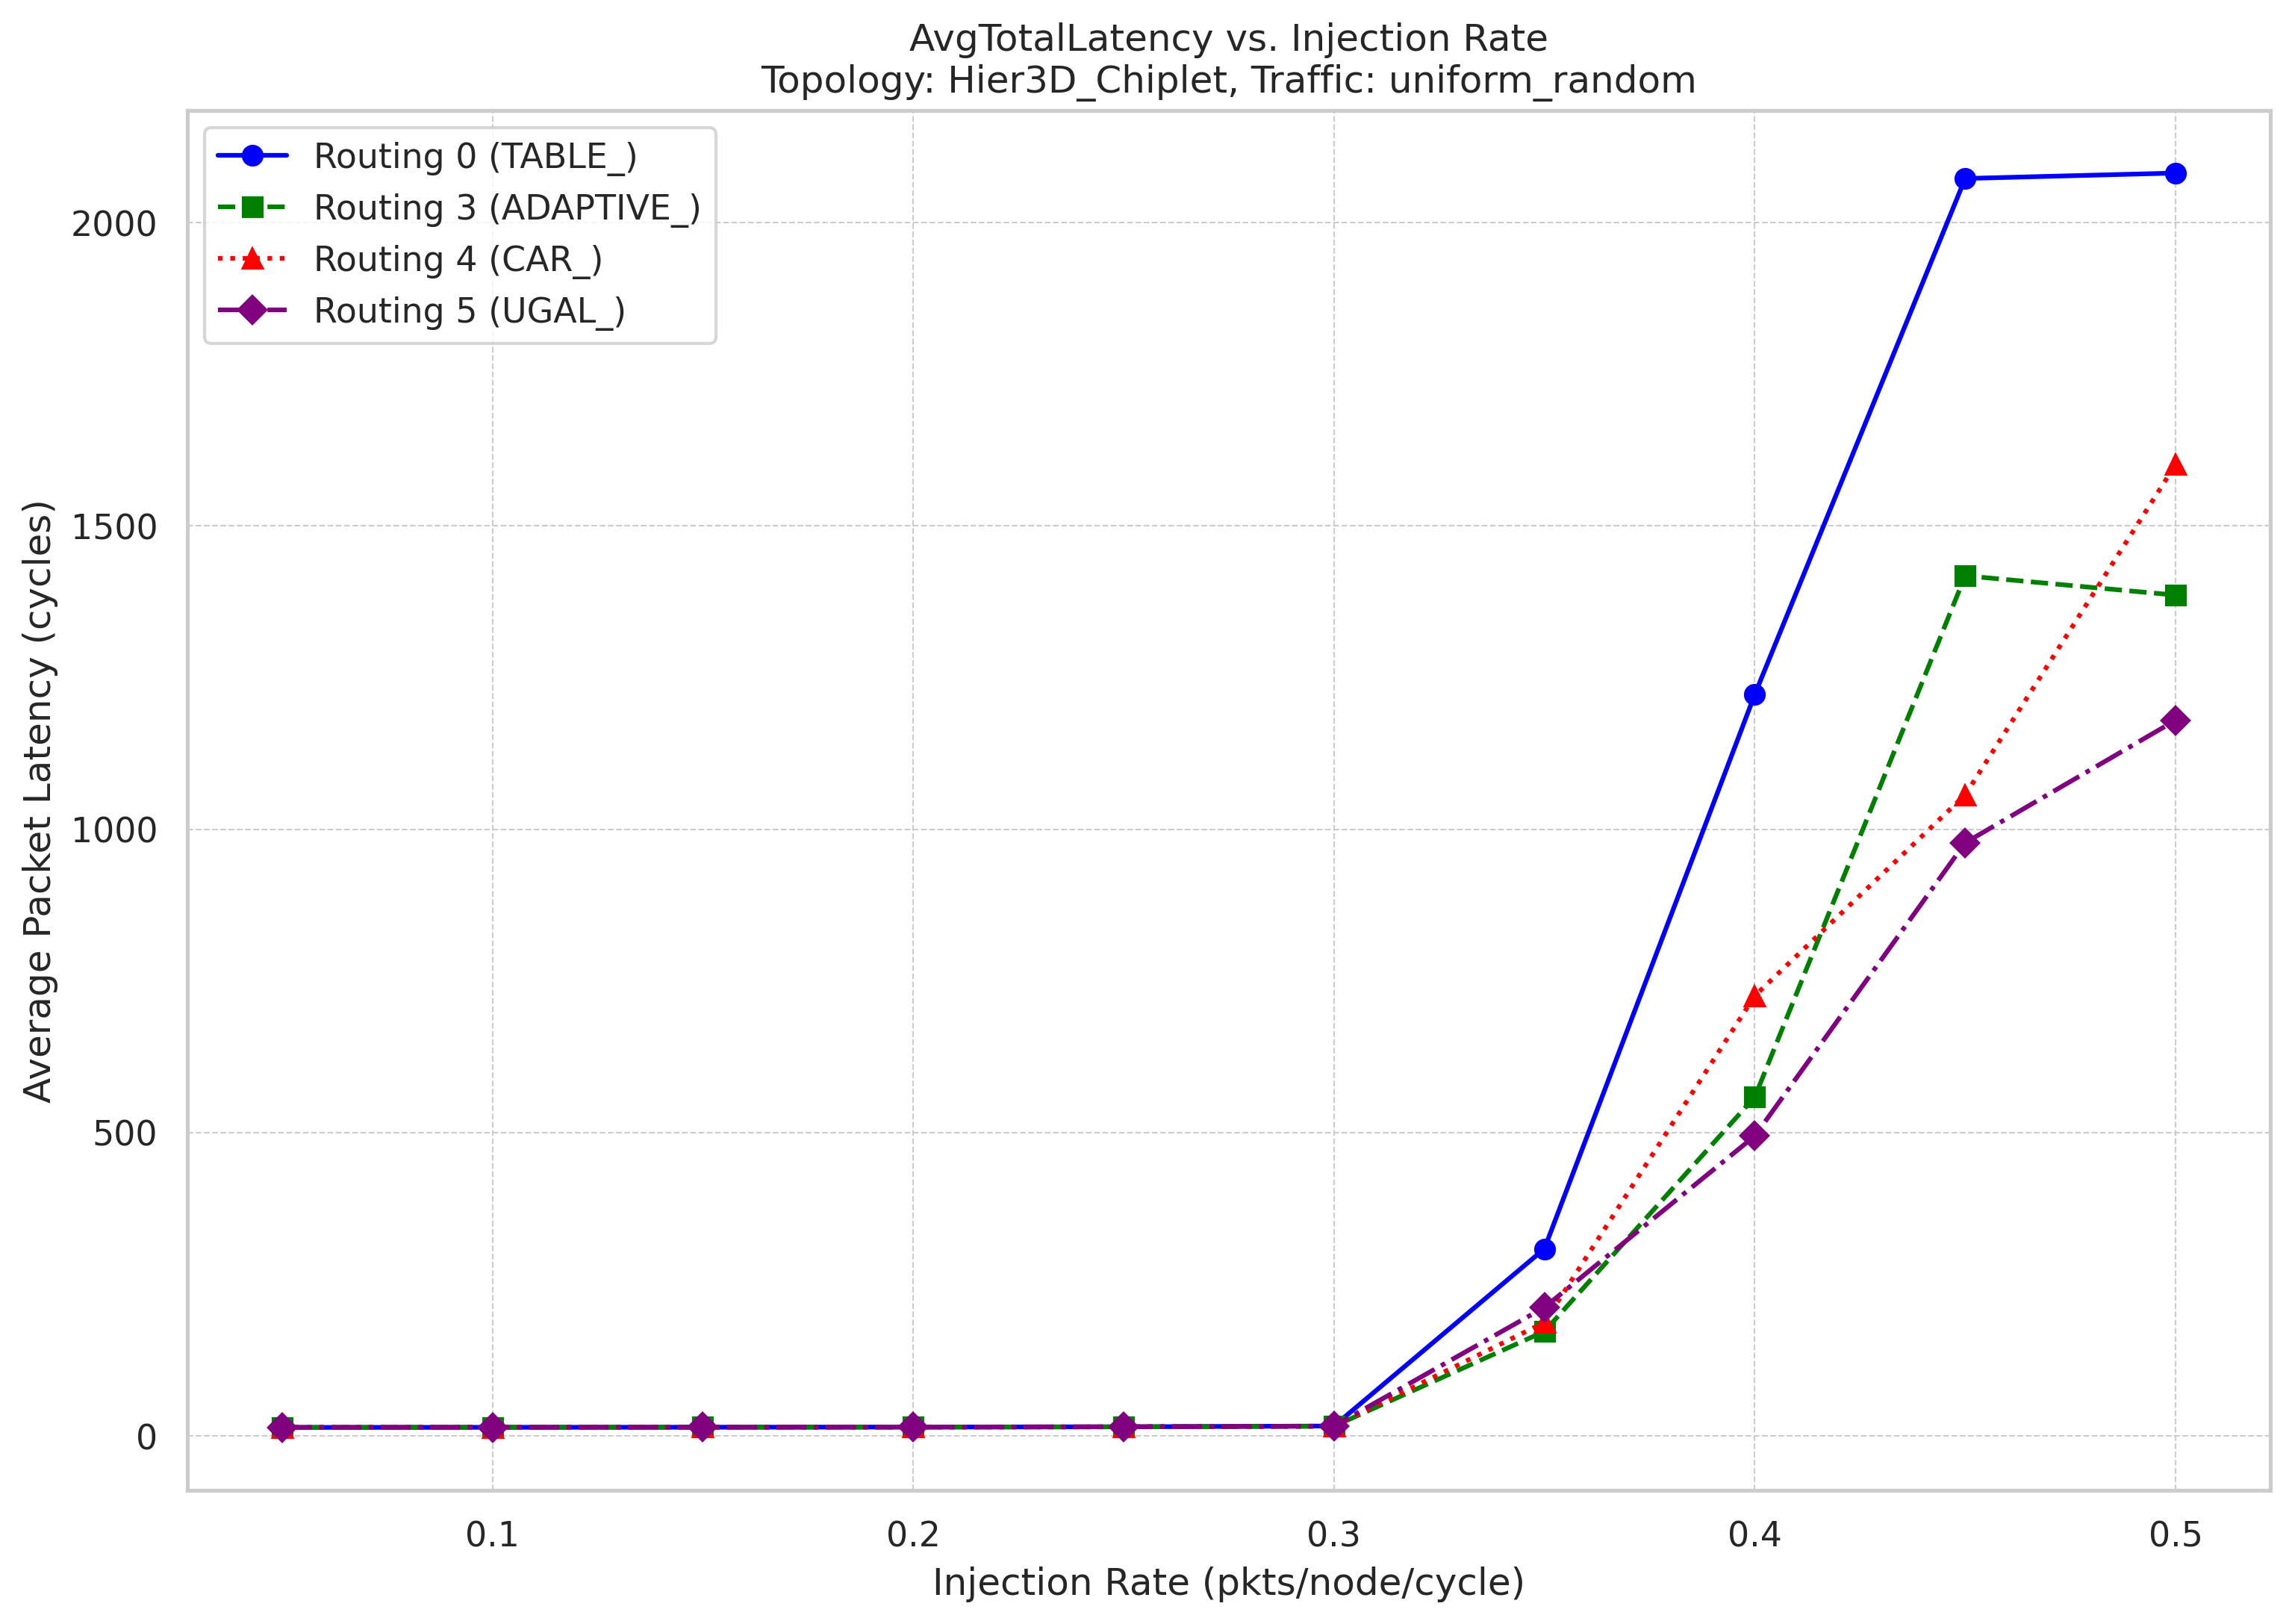 AvgTotalLatency vs. Injection Rate
Topology: Hier3D_Chiplet, Traffic: uniform_random
Routing 0 (TABLE_)
Routing 3 (ADAPTIVE_)
Routing 4 (CAR_)
Routing 5 (UGAL_)
Average Packet Latency (cycles)
2000
1500
1000
500
0
0.1
0.2
0.3
0.4
0.5
Injection Rate (pkts/node/cycle)